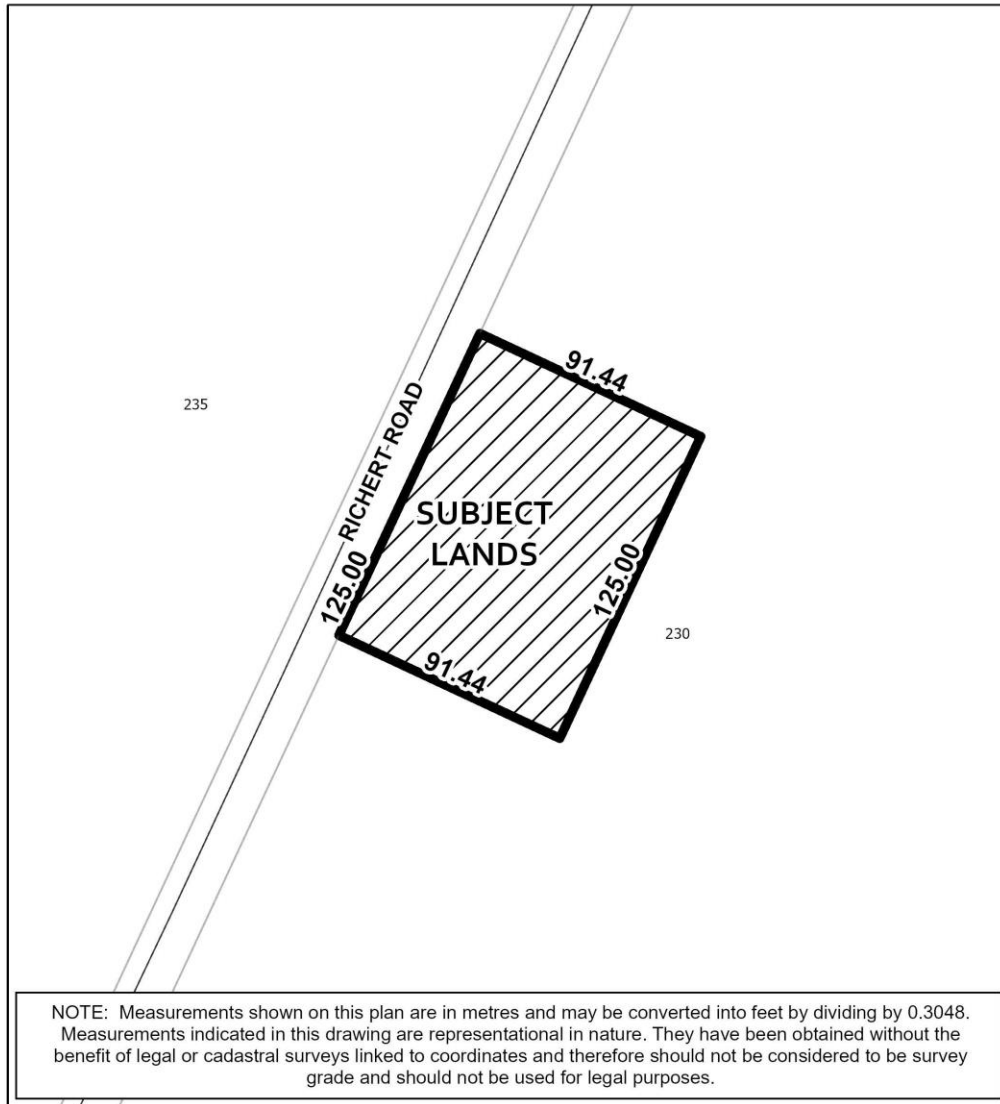 91.44
235
RICHERT ROAD
SUBJECT
LANDS
125.00
125.00
230
91.44
NOTE: Measurements shown on this plan are in metres and may be converted into feet by dividing by 0.3048.
Measurements indicated in this drawing are representational in nature. They have been obtained without the
benefit of legal or cadastral surveys linked to coordinates and therefore should not be considered to be survey
grade and should not be used for legal purposes.